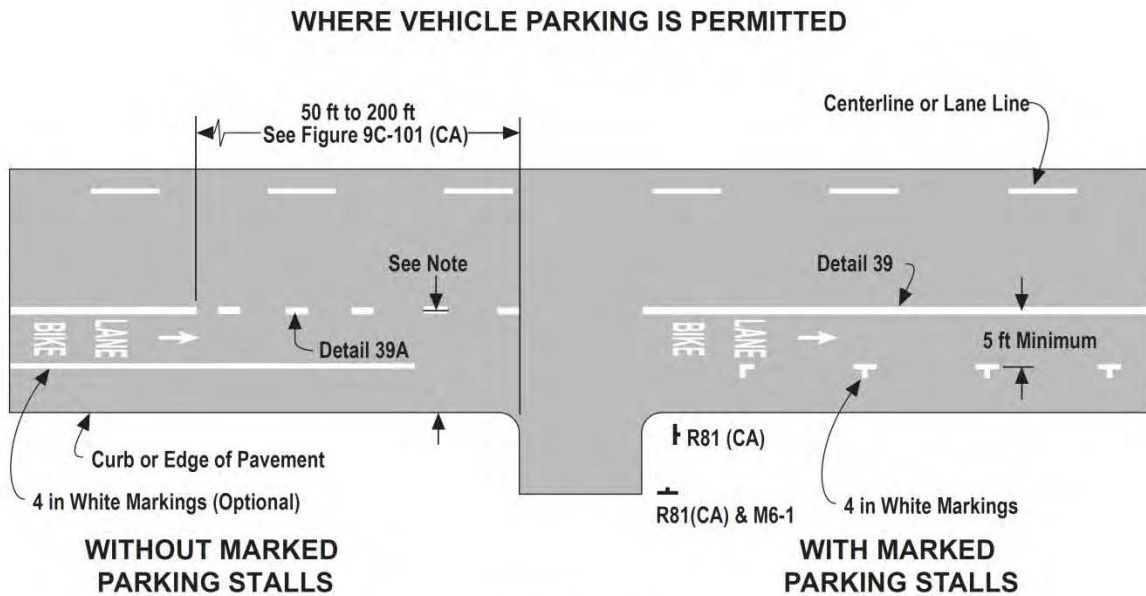 WHERE VEHICLE PARKING IS PERMITTED
50 ft to 200 ft
See Figure 9C-101 (CA)
Centerline or Lane Line
See Note
Detail 39
BIKE
LANE
Detail 39A
BIKE
LANE
5 ft Minimum
Curb or Edge of Pavement
R81 (CA)
4 in White Markings (Optional)
R81(CA) & M6-1
4 in White Markings
WITHOUT MARKED
PARKING STALLS
WITH MARKED
PARKING STALLS